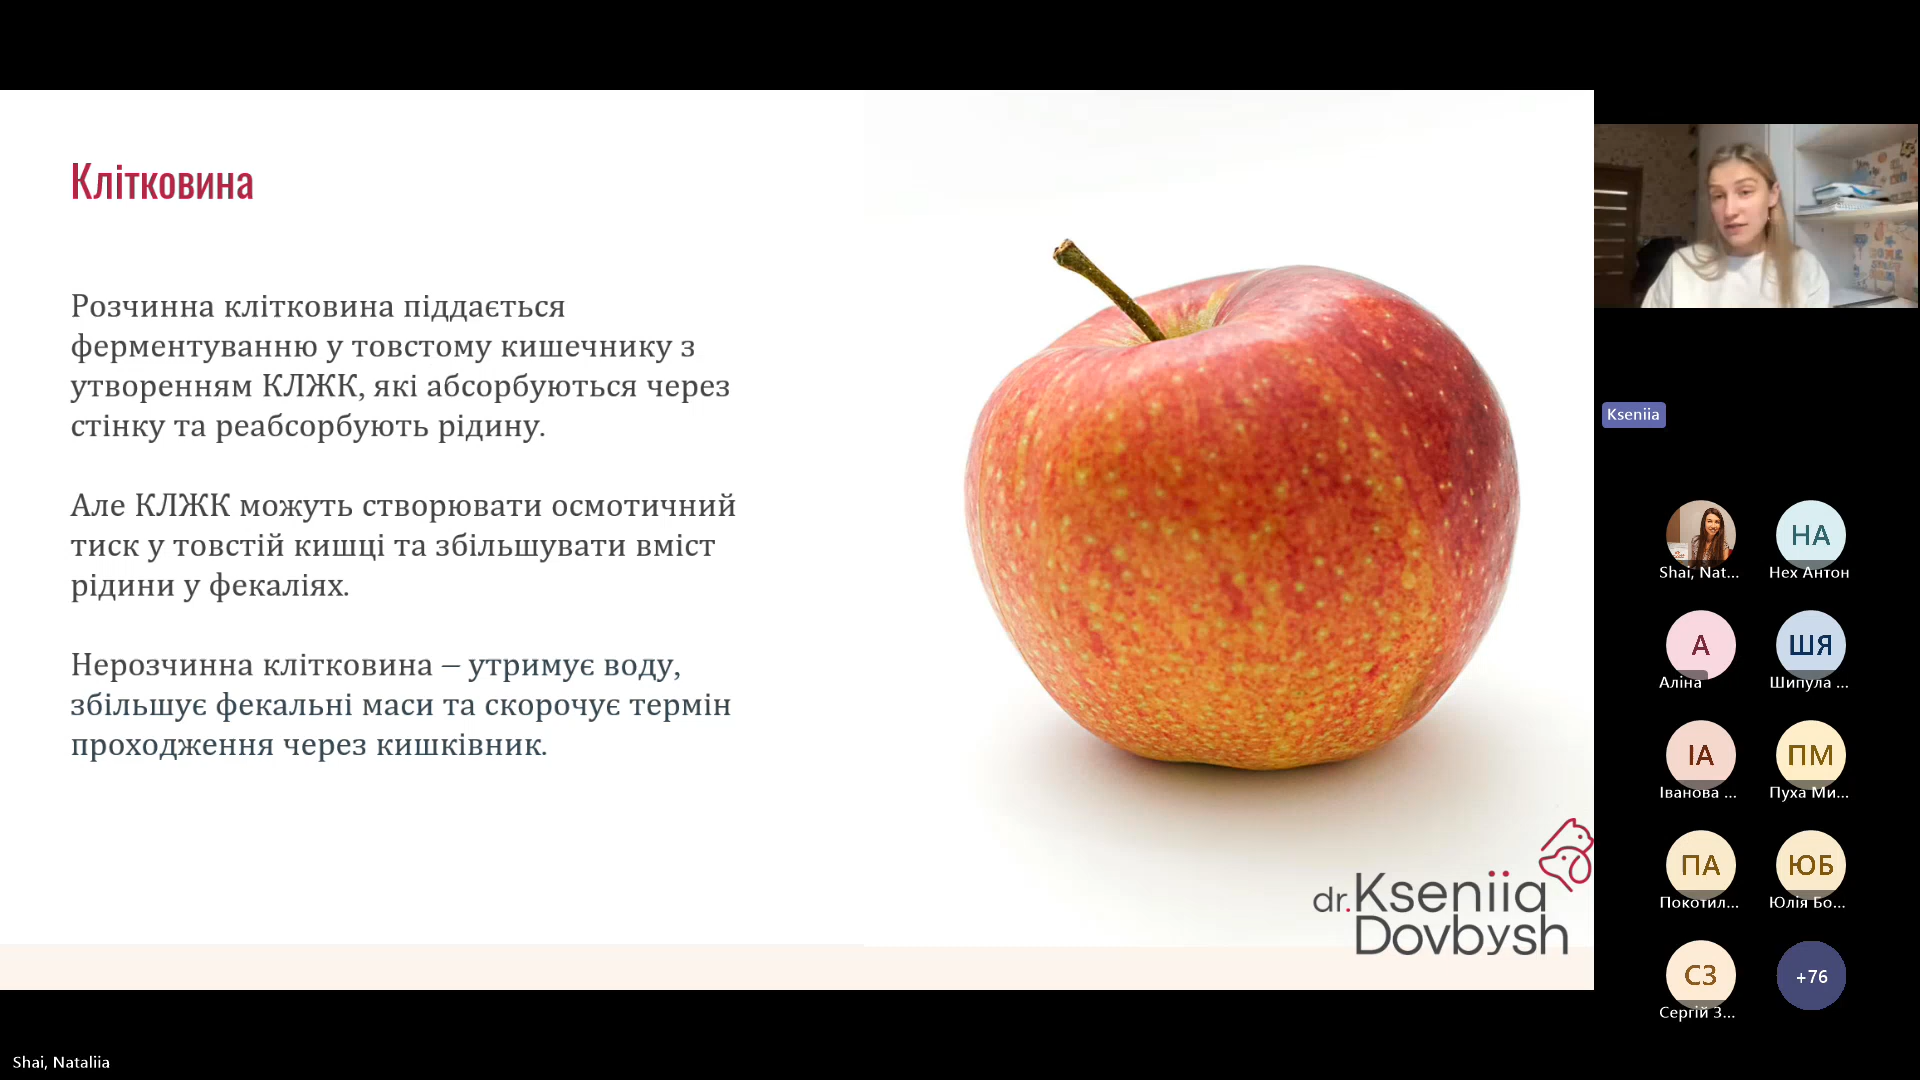 Клітковина
Розчинна клітковина піддається
ферментуванню у товстому кишечнику з
утворенням КЛЖК, які абсорбуються через
стінку та реабсорбують рідину.
Але КЛЖК можуть створювати осмотичний
тиск у товстій кишці та збільшувати вміст
рідини у фекаліях.
Нерозчинна клітковина – утримує воду,
збільшує фекальні маси та скорочує термін
проходження через кишківник.
dr.Kseniia
Dovbysh
Kseniia
Shai, Nat...
НА
Нех Антон
А
Аліна
ШЯ
Шипула ...
ІА
Іванова ...
ПМ
Пуха Ми...
ПА
Покотил...
ЮБ
Юлія Бо...
СЗ
Сергій З...
+76
Shai, Nataliia